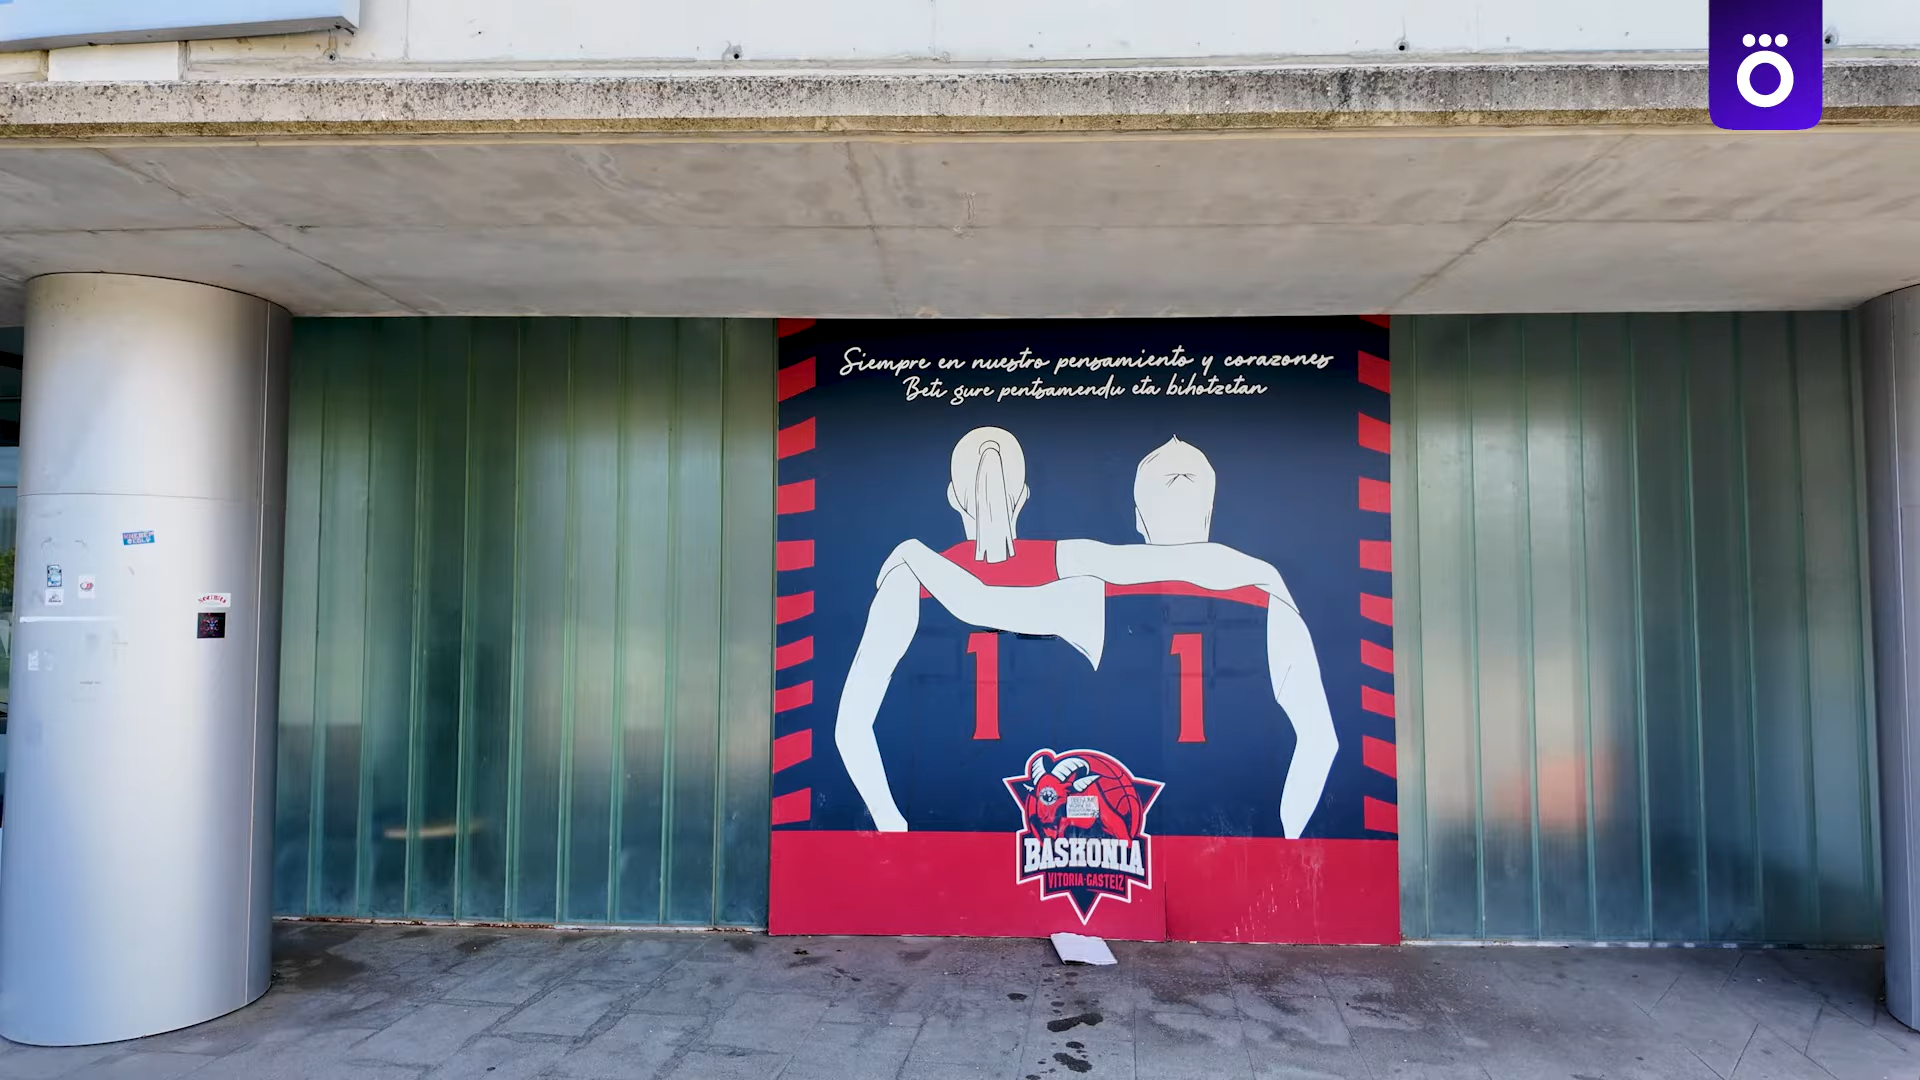 Siempre en nuestro pensamiento y corazones
Beti gure pentsamendu eta bihotzetan
1 1
BASKONIA
VITORIA-GASTEIZ